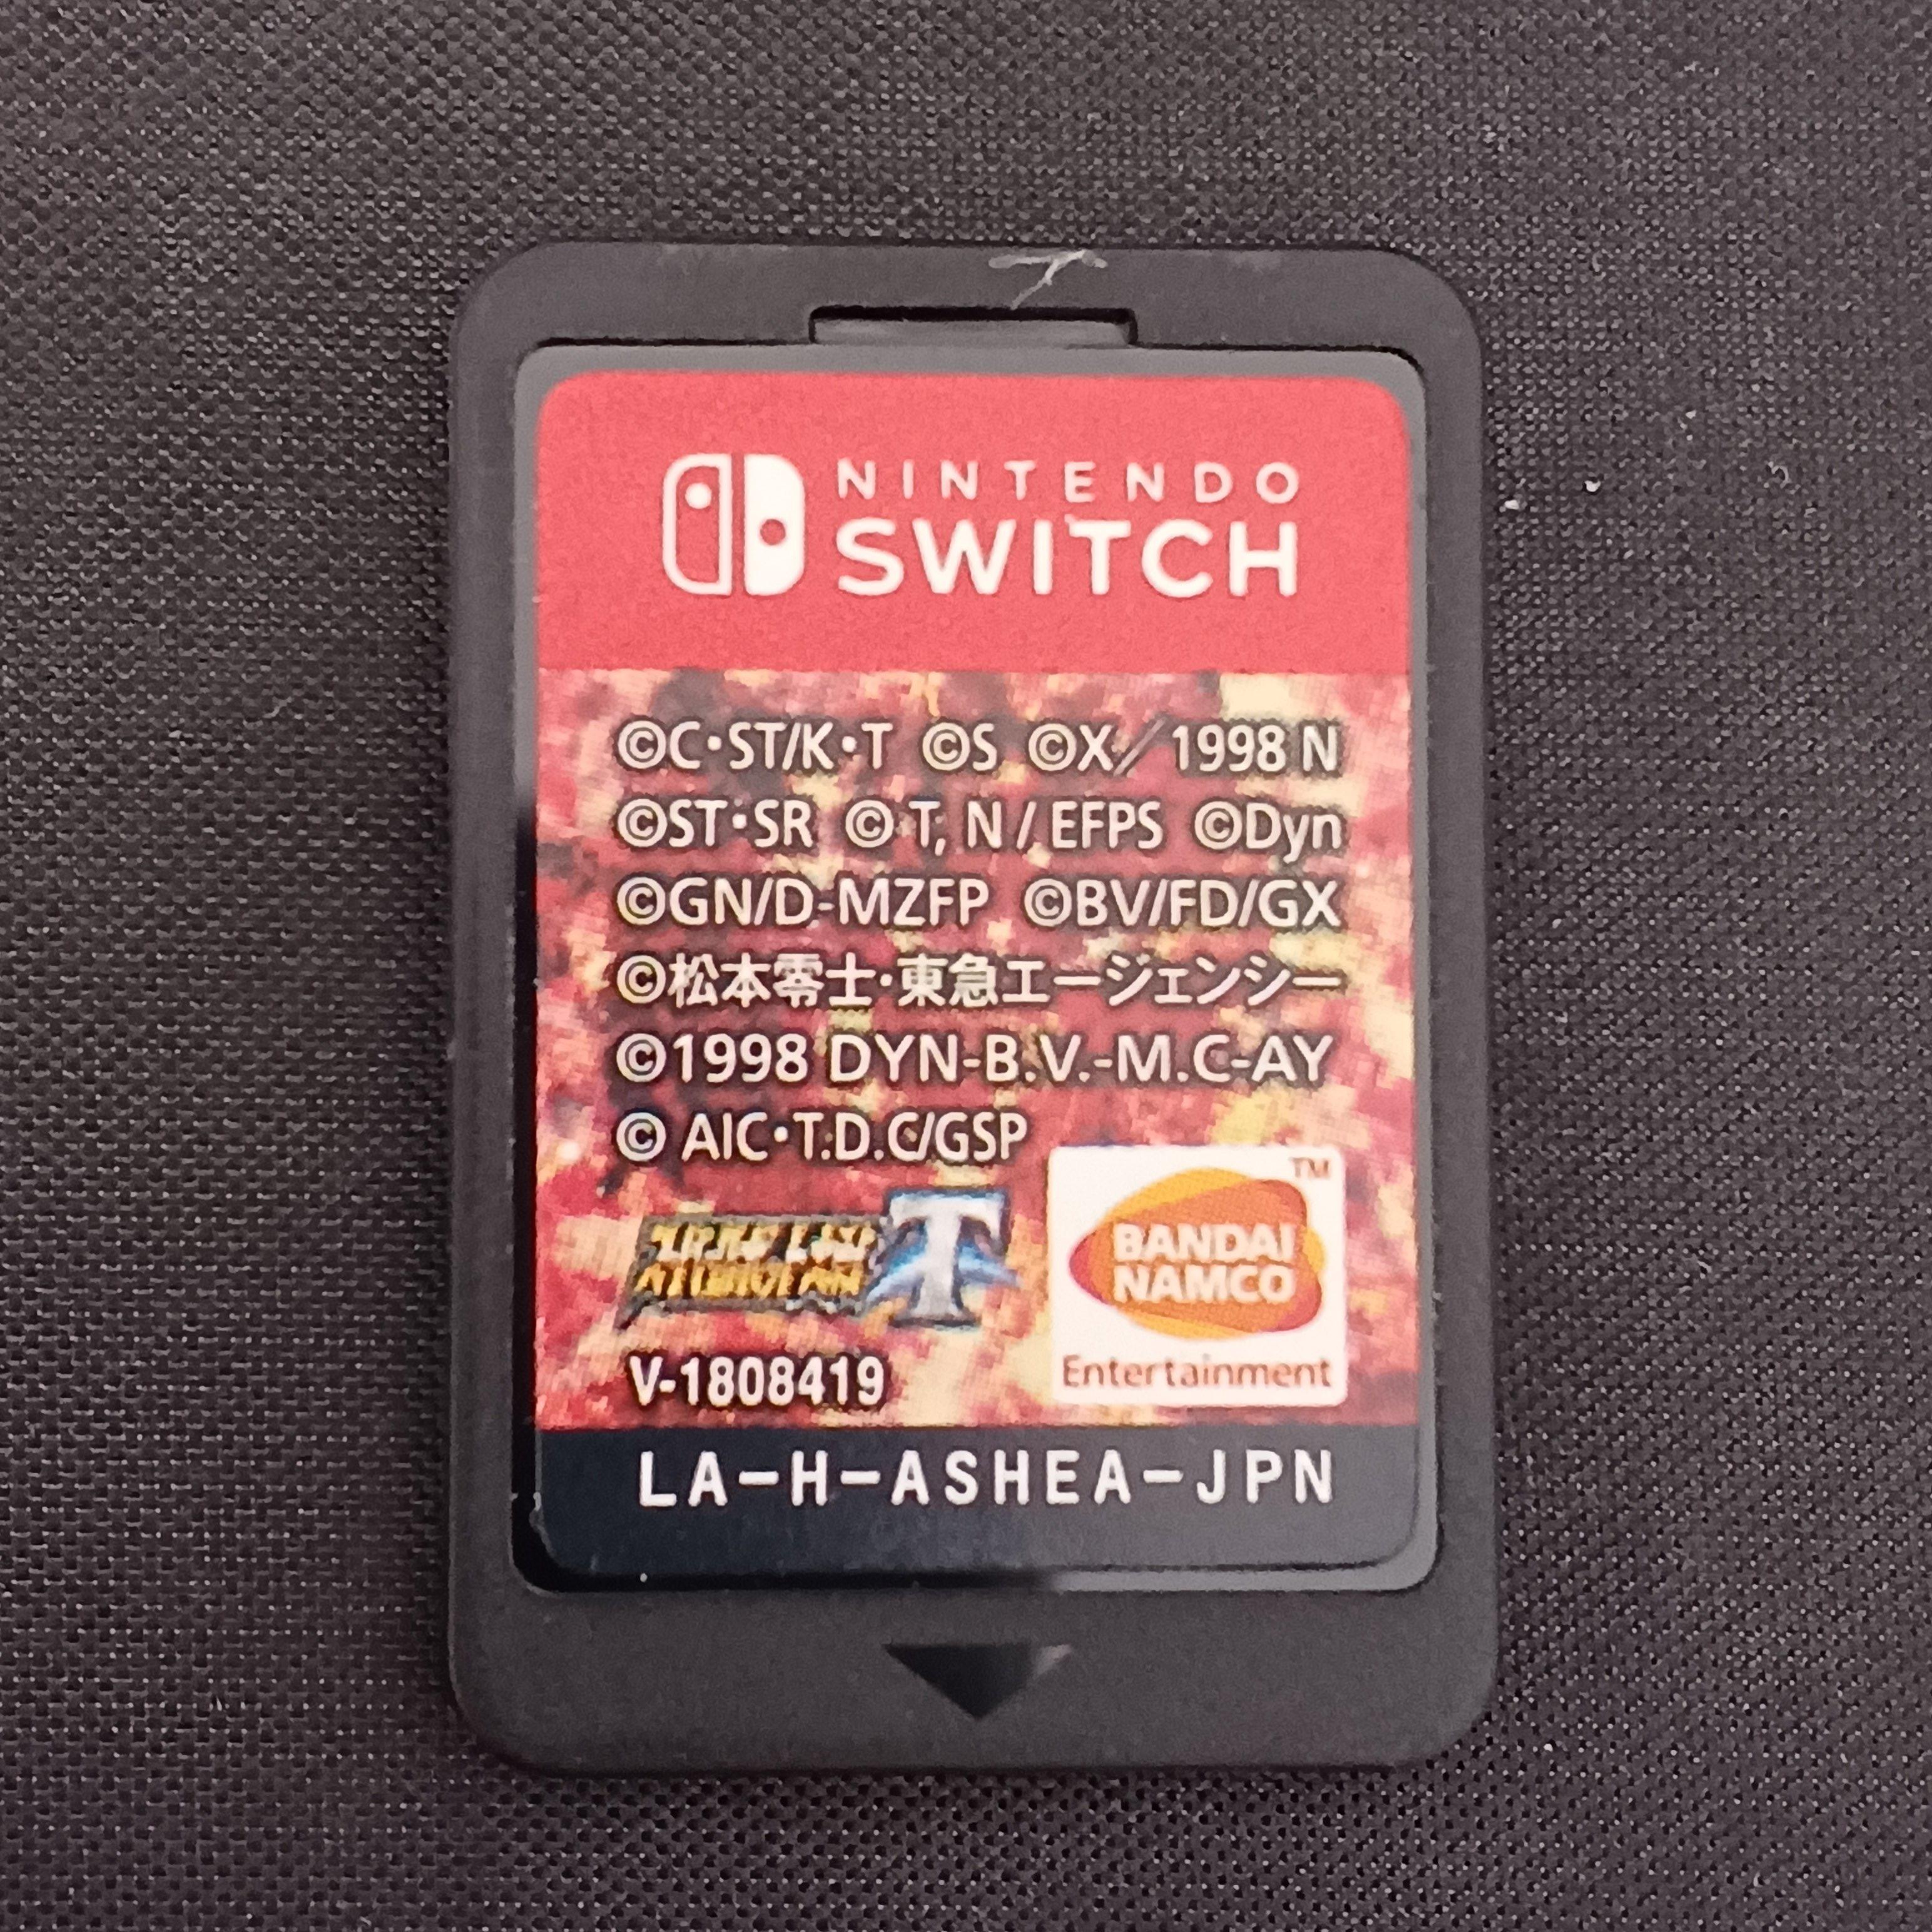 NINTENDO
SWITCH
©C・ST/K・T ©S ©X／1998 N
©ST・SR © T, N / EFPS ©Dyn
©GN/D-MZFP ©BV/FD/GX
©松本零士・東急エージェンシー
©1998 DYN-B.V.-M.C-AY
© AIC・T.D.C/GSP
T
BANDAI
NAMCO
TM
Entertainment
V-1808419
LA-H-ASHEA-JPN